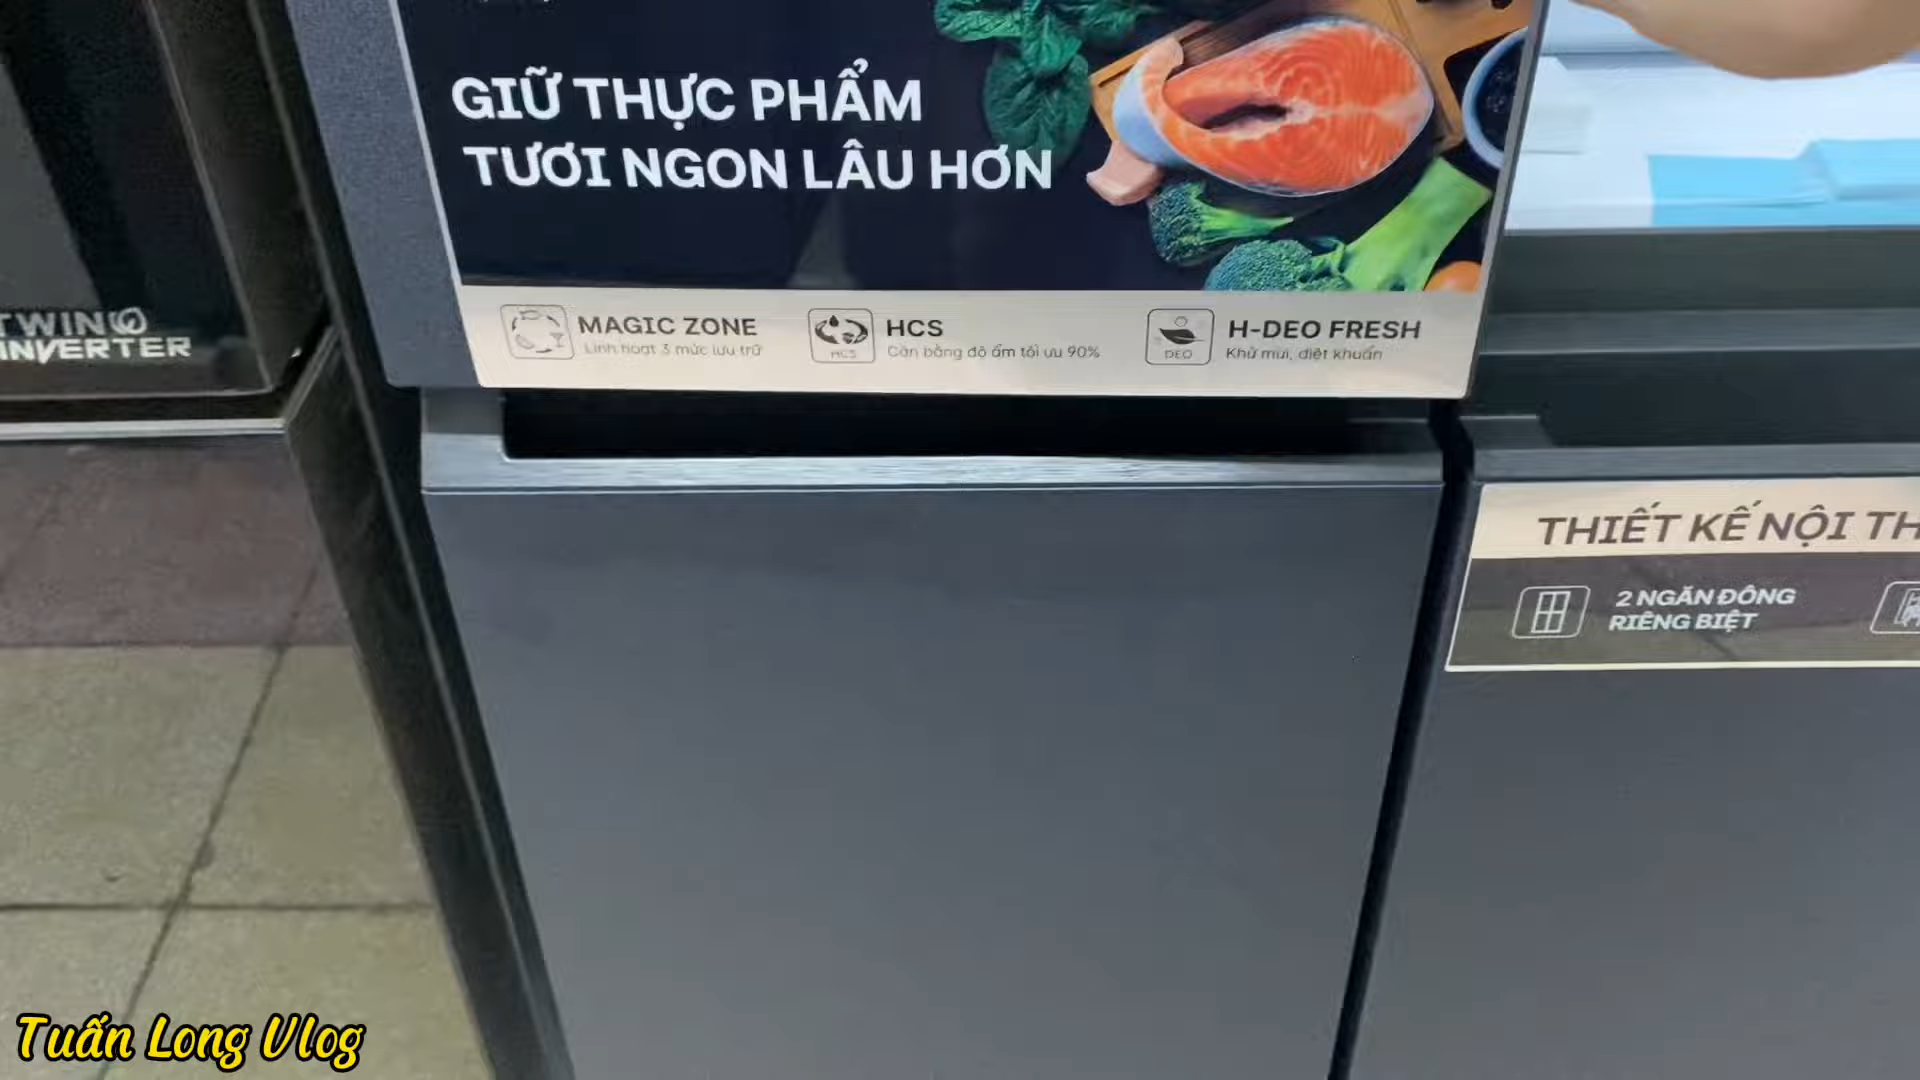 GIỮ THỰC PHẨM
TƯƠI NGON LÂU HƠN
MAGIC ZONE
Linh hoạt 3 mức lưu trữ
HCS
HCS
Cân bằng độ ẩm tối ưu 90%
DEO
H-DEO FRESH
Khử mùi, diệt khuẩn
TWIN
INVERTER
THIẾT KẾ NỘI TH
2 NGĂN ĐÔNG
RIÊNG BIỆT
Tuấn Long Vlog